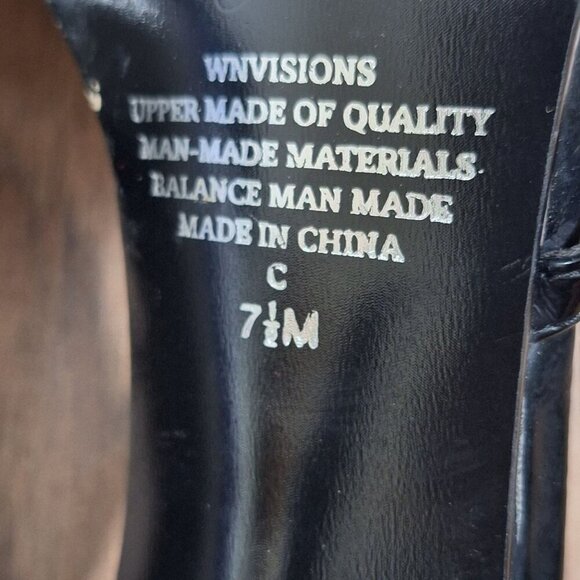 WNVISIONS
UPPER MADE OF QUALITY
MAN-MADE MATERIALS
BALANCE MAN MADE
MADE IN CHINA
C
7½M